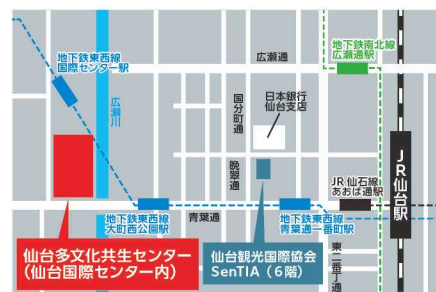 地下鉄東西線
国際センター駅
広瀬川
広瀬通
国分町通
日本銀行
仙台支店
地下鉄南北線
広瀬通駅
晩翠通
JR仙石線
あおば通駅
JR仙台駅
地下鉄東西線
大町西公園駅
青葉通
地下鉄東西線
青葉通一番町駅
東二番丁通
仙台多文化共生センター
(仙台国際センター内)
仙台観光国際協会
SenTIA(6階)